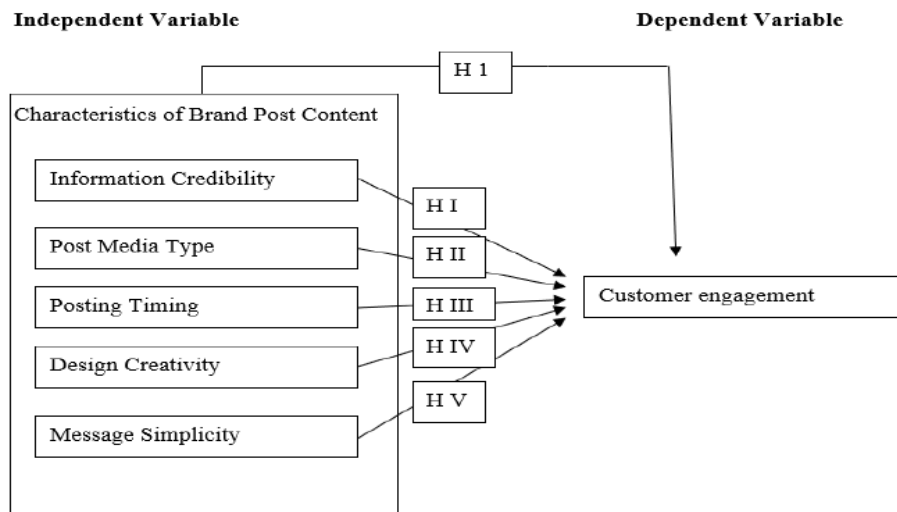 Independent Variable
Dependent Variable
H 1
Characteristics of Brand Post Content
Information Credibility
H I
Post Media Type
H II
Posting Timing
H III
Customer engagement
Design Creativity
H IV
Message Simplicity
H V